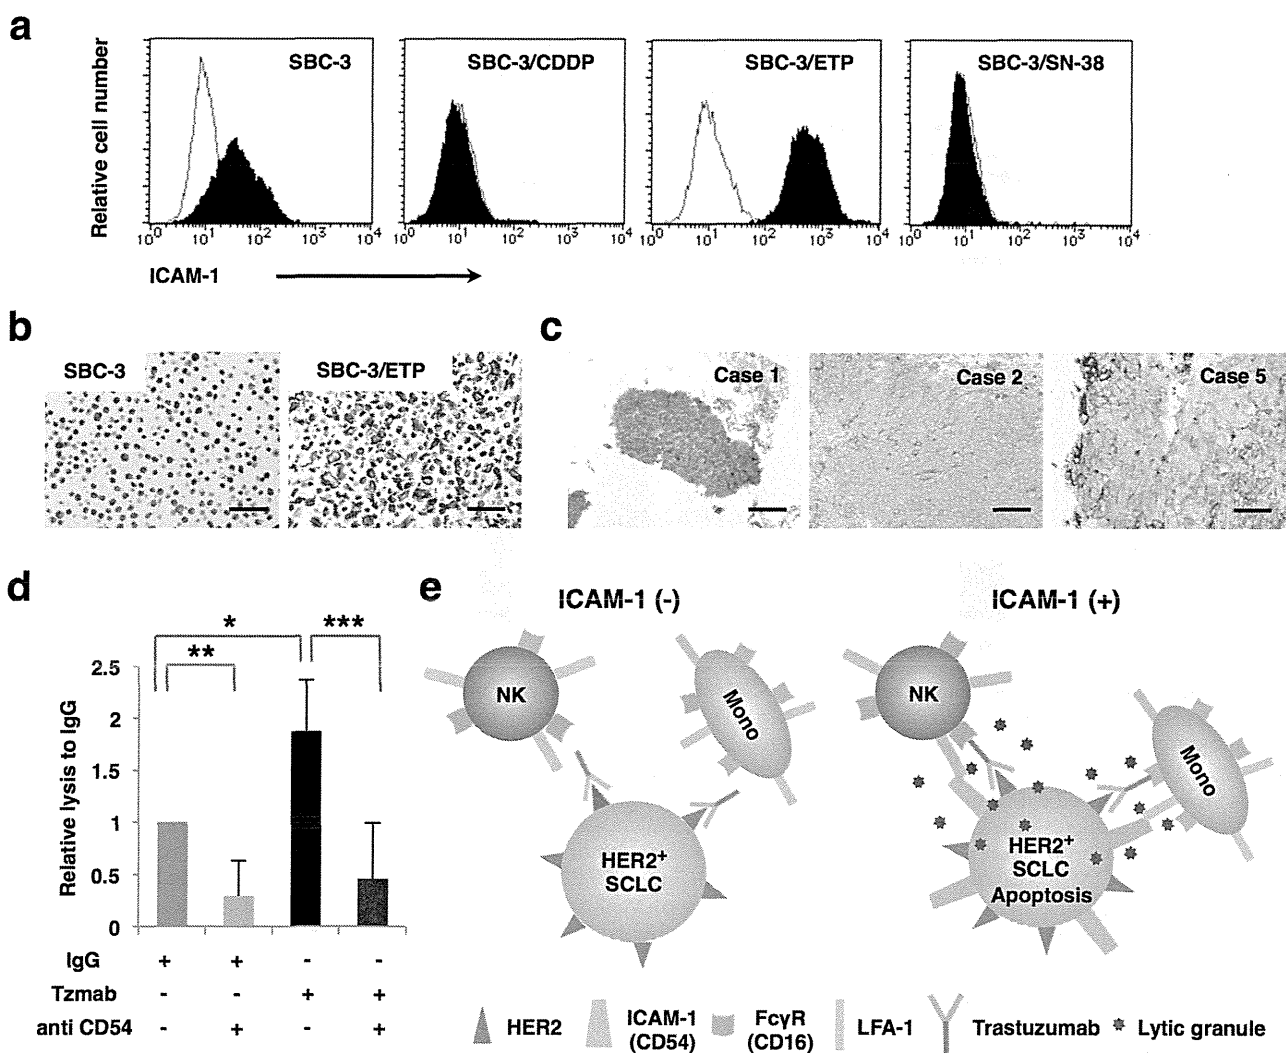 a
SBC-3
SBC-3/CDDP
SBC-3/ETP
SBC-3/SN-38
Relative cell number
10⁰ 10¹ 10² 10³ 10⁴
10⁰ 10¹ 10² 10³ 10⁴
10⁰ 10¹ 10² 10³ 10⁴
10⁰ 10¹ 10² 10³ 10⁴
ICAM-1
b
SBC-3
SBC-3/ETP
c
Case 1
Case 2
Case 5
d
* ***
**
Relative lysis to IgG
2.5
2
1.5
1
0.5
0
IgG + + - -
Tzmab - - + +
anti CD54 - + - +
e
ICAM-1 (-)
ICAM-1 (+)
NK
Mono
HER2⁺
SCLC
NK
Mono
HER2⁺
SCLC
Apoptosis
HER2
ICAM-1
(CD54)
FcγR
(CD16)
LFA-1
Trastuzumab
Lytic granule